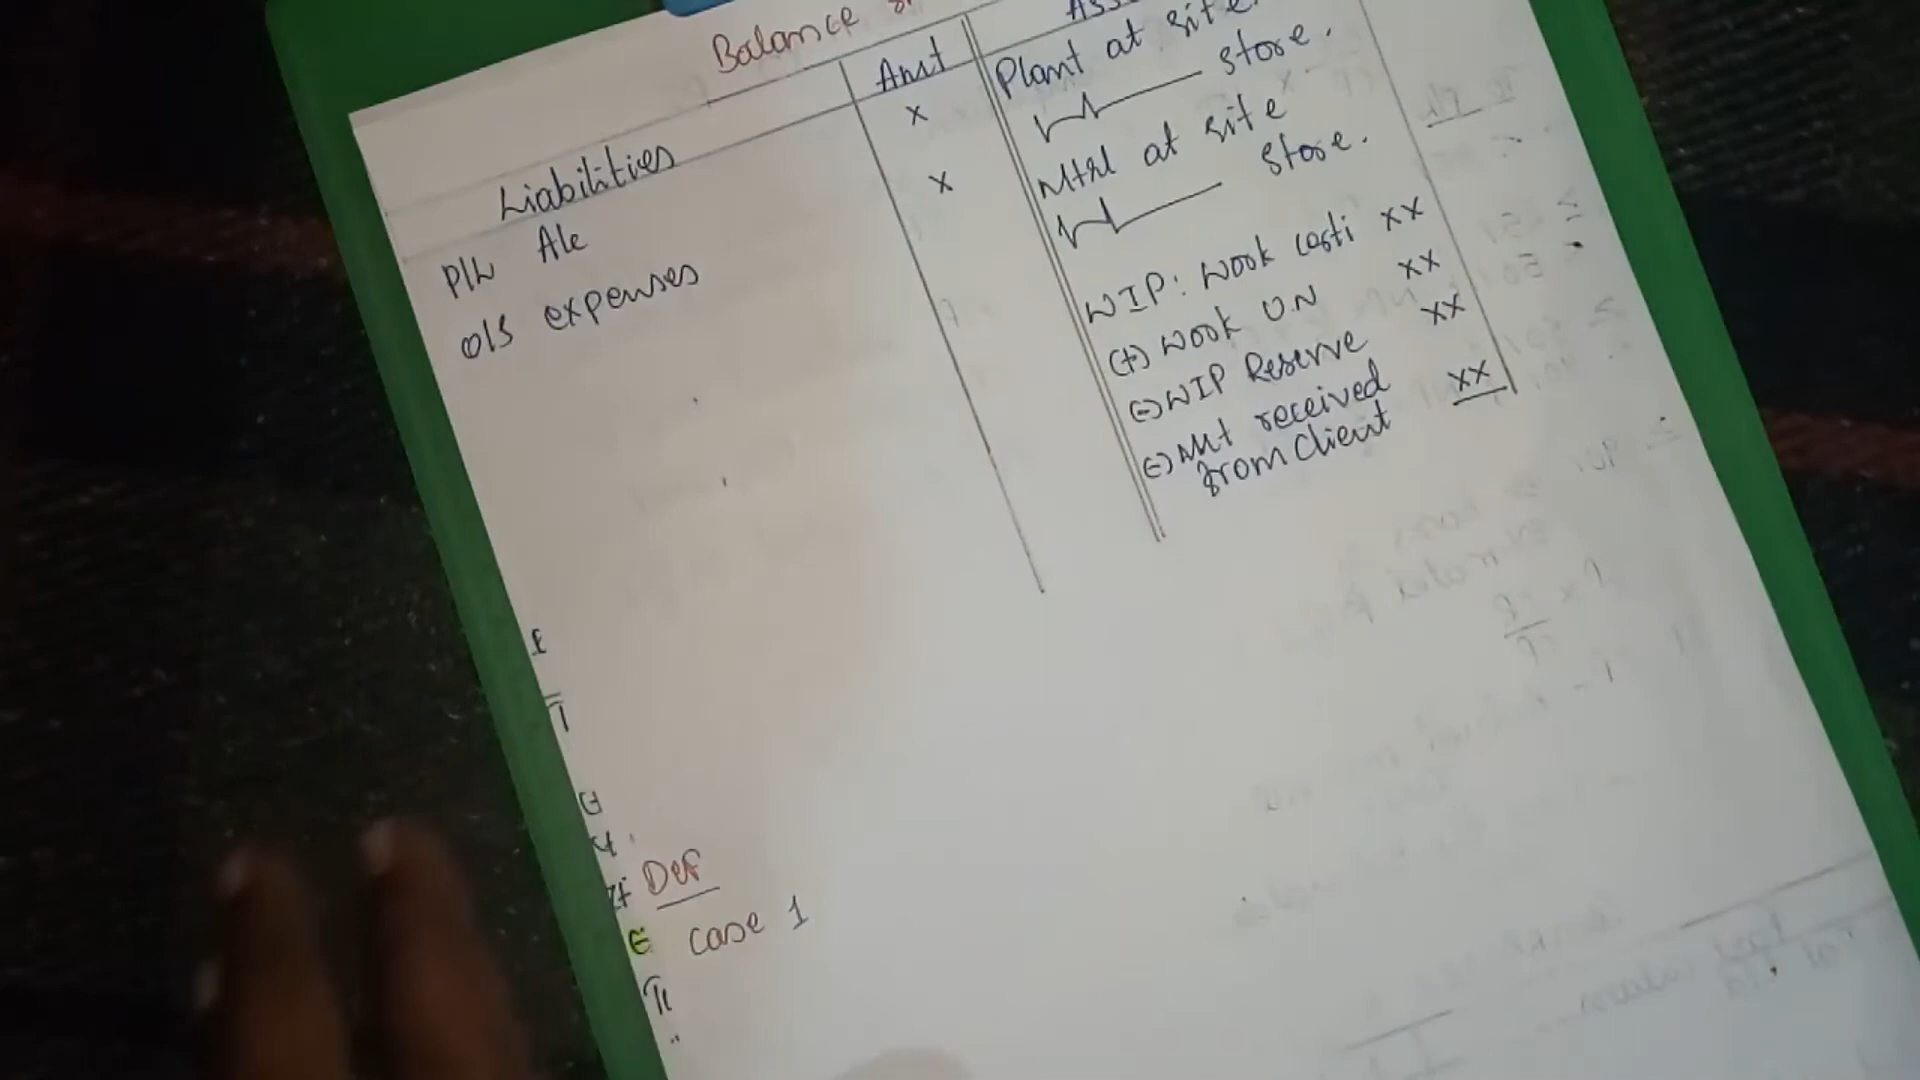 Balance
Liabilities
Amt
P/L A/c
x
O/S expenses
x
Plant at site
store.
Mtrl at site
store.
WIP: Work certi xx
(+) Work UN xx
(-) WIP Reserve xx
(-) Amt received xx
from Client
Def
Case 1